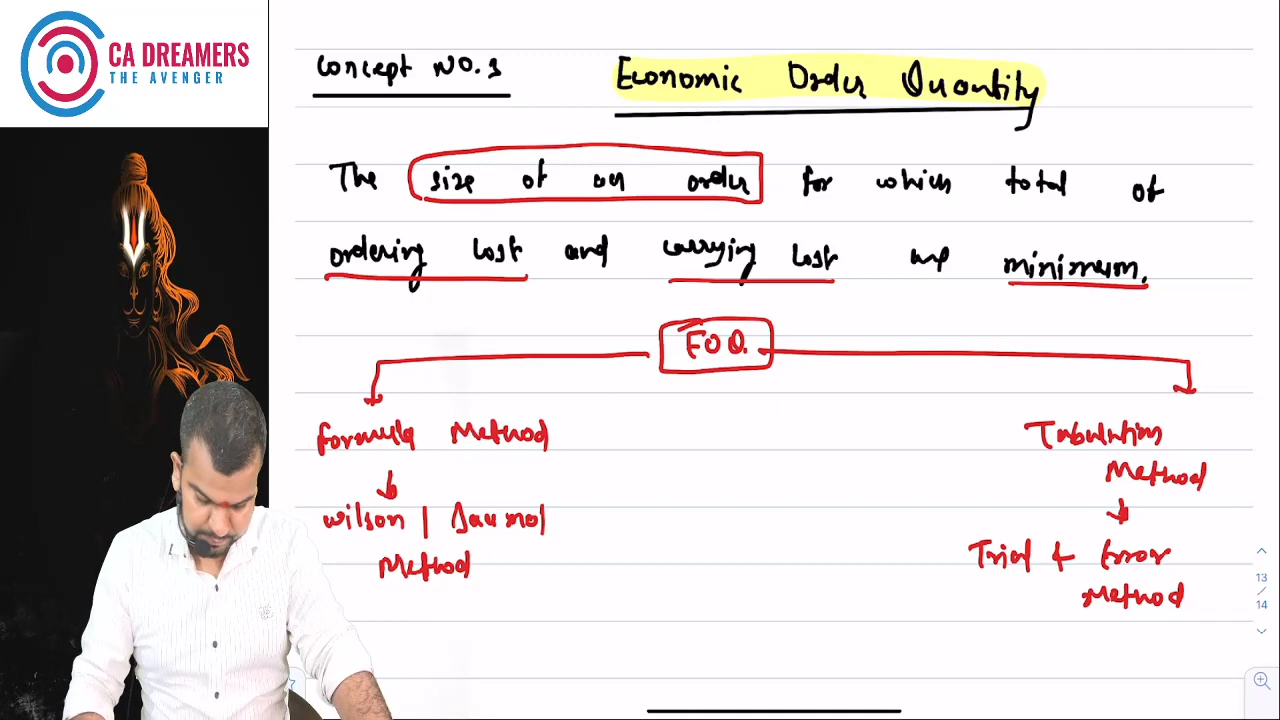 CA DREAMERS
THE AVENGER
Concept NO. 1
Economic Order Quantity
The size of an order for which total of
ordering Cost and carrying Cost are minimum.
EOQ.
Formula Method
Tabulation
Method
Wilson | Baumol
Method
Trial & Error
Method
13
/
14
7